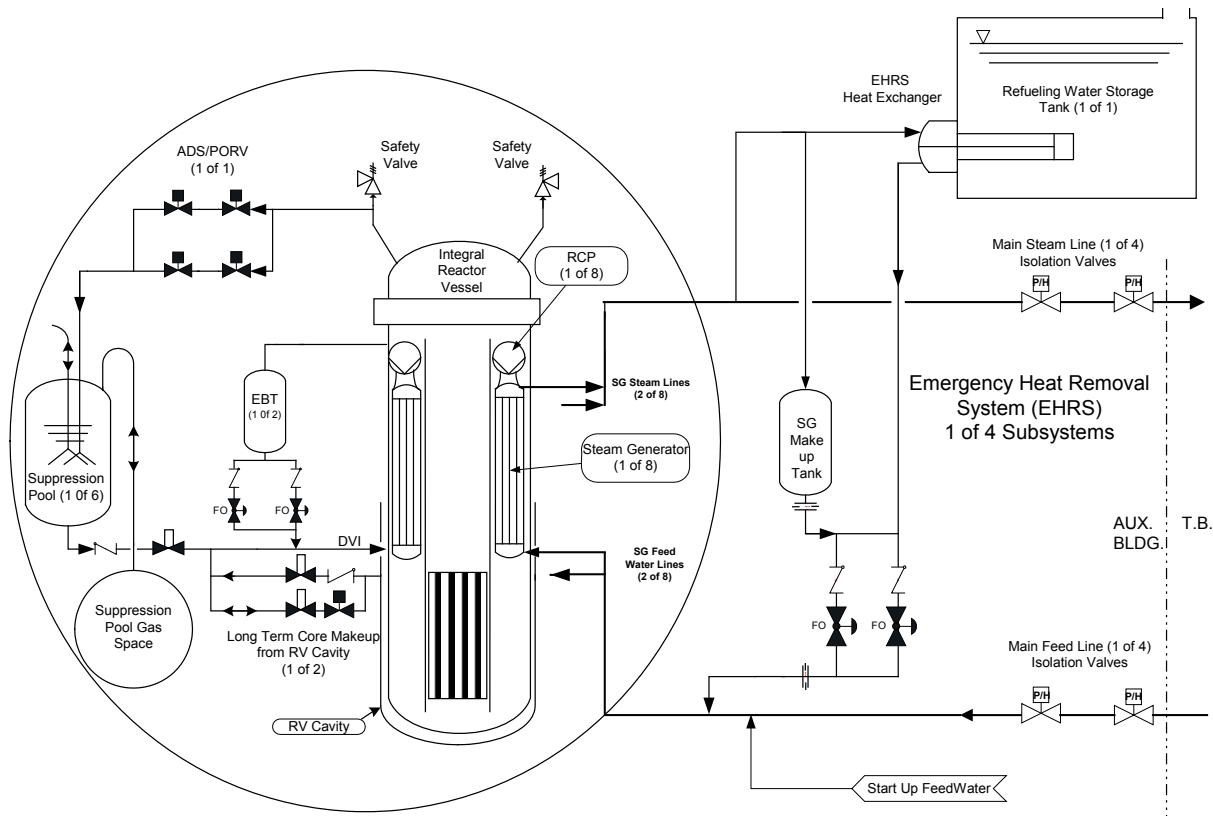 EHRS
Heat Exchanger
Refueling Water Storage
Tank (1 of 1)
ADS/PORV
(1 of 1)
Safety
Valve
Safety
Valve
Integral
Reactor
Vessel
RCP
(1 of 8)
Main Steam Line (1 of 4)
Isolation Valves
P/H
P/H
SG Steam Lines
(2 of 8)
EBT
(1 0f 2)
Emergency Heat Removal
System (EHRS)
1 of 4 Subsystems
SG
Make
up
Tank
Steam Generator
(1 of 8)
Suppression
Pool (1 0f 6)
FO
FO
DVI
AUX.
BLDG.
T.B.
SG Feed
Water Lines
(2 of 8)
Suppression
Pool Gas
Space
Long Term Core Makeup
from RV Cavity
(1 of 2)
FO
FO
Main Feed Line (1 of 4)
Isolation Valves
P/H
P/H
RV Cavity
Start Up FeedWater